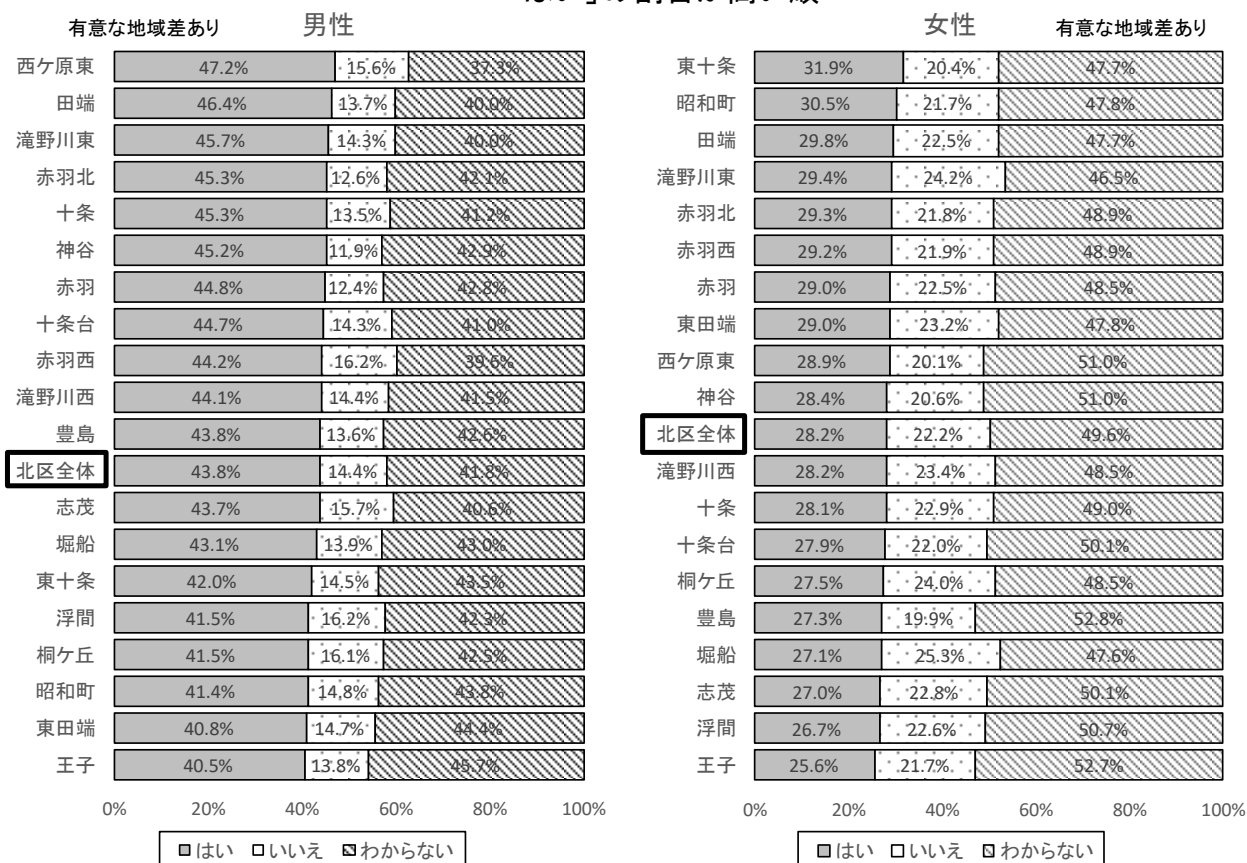 有意な地域差あり 男性
西ケ原東 47.2% 15.6% 37.3%
田端 46.4% 13.7% 40.0%
滝野川東 45.7% 14.3% 40.0%
赤羽北 45.3% 12.6% 42.1%
十条 45.3% 13.5% 41.2%
神谷 45.2% 11.9% 42.9%
赤羽 44.8% 12.4% 42.8%
十条台 44.7% 14.3% 41.0%
赤羽西 44.2% 16.2% 39.6%
滝野川西 44.1% 14.4% 41.5%
豊島 43.8% 13.6% 42.6%
北区全体 43.8% 14.4% 41.8%
志茂 43.7% 15.7% 40.6%
堀船 43.1% 13.9% 43.0%
東十条 42.0% 14.5% 43.5%
浮間 41.5% 16.2% 42.3%
桐ケ丘 41.5% 16.1% 42.5%
昭和町 41.4% 14.8% 43.8%
東田端 40.8% 14.7% 44.4%
王子 40.5% 13.8% 45.7%
0% 20% 40% 60% 80% 100%
はい いいえ わからない
女性 有意な地域差あり
東十条 31.9% 20.4% 47.7%
昭和町 30.5% 21.7% 47.8%
田端 29.8% 22.5% 47.7%
滝野川東 29.4% 24.2% 46.5%
赤羽北 29.3% 21.8% 48.9%
赤羽西 29.2% 21.9% 48.9%
赤羽 29.0% 22.5% 48.5%
東田端 29.0% 23.2% 47.8%
西ケ原東 28.9% 20.1% 51.0%
神谷 28.4% 20.6% 51.0%
北区全体 28.2% 22.2% 49.6%
滝野川西 28.2% 23.4% 48.5%
十条 28.1% 22.9% 49.0%
十条台 27.9% 22.0% 50.1%
桐ケ丘 27.5% 24.0% 48.5%
豊島 27.3% 19.9% 52.8%
堀船 27.1% 25.3% 47.6%
志茂 27.0% 22.8% 50.1%
浮間 26.7% 22.6% 50.7%
王子 25.6% 21.7% 52.7%
0% 20% 40% 60% 80% 100%
はい いいえ わからない